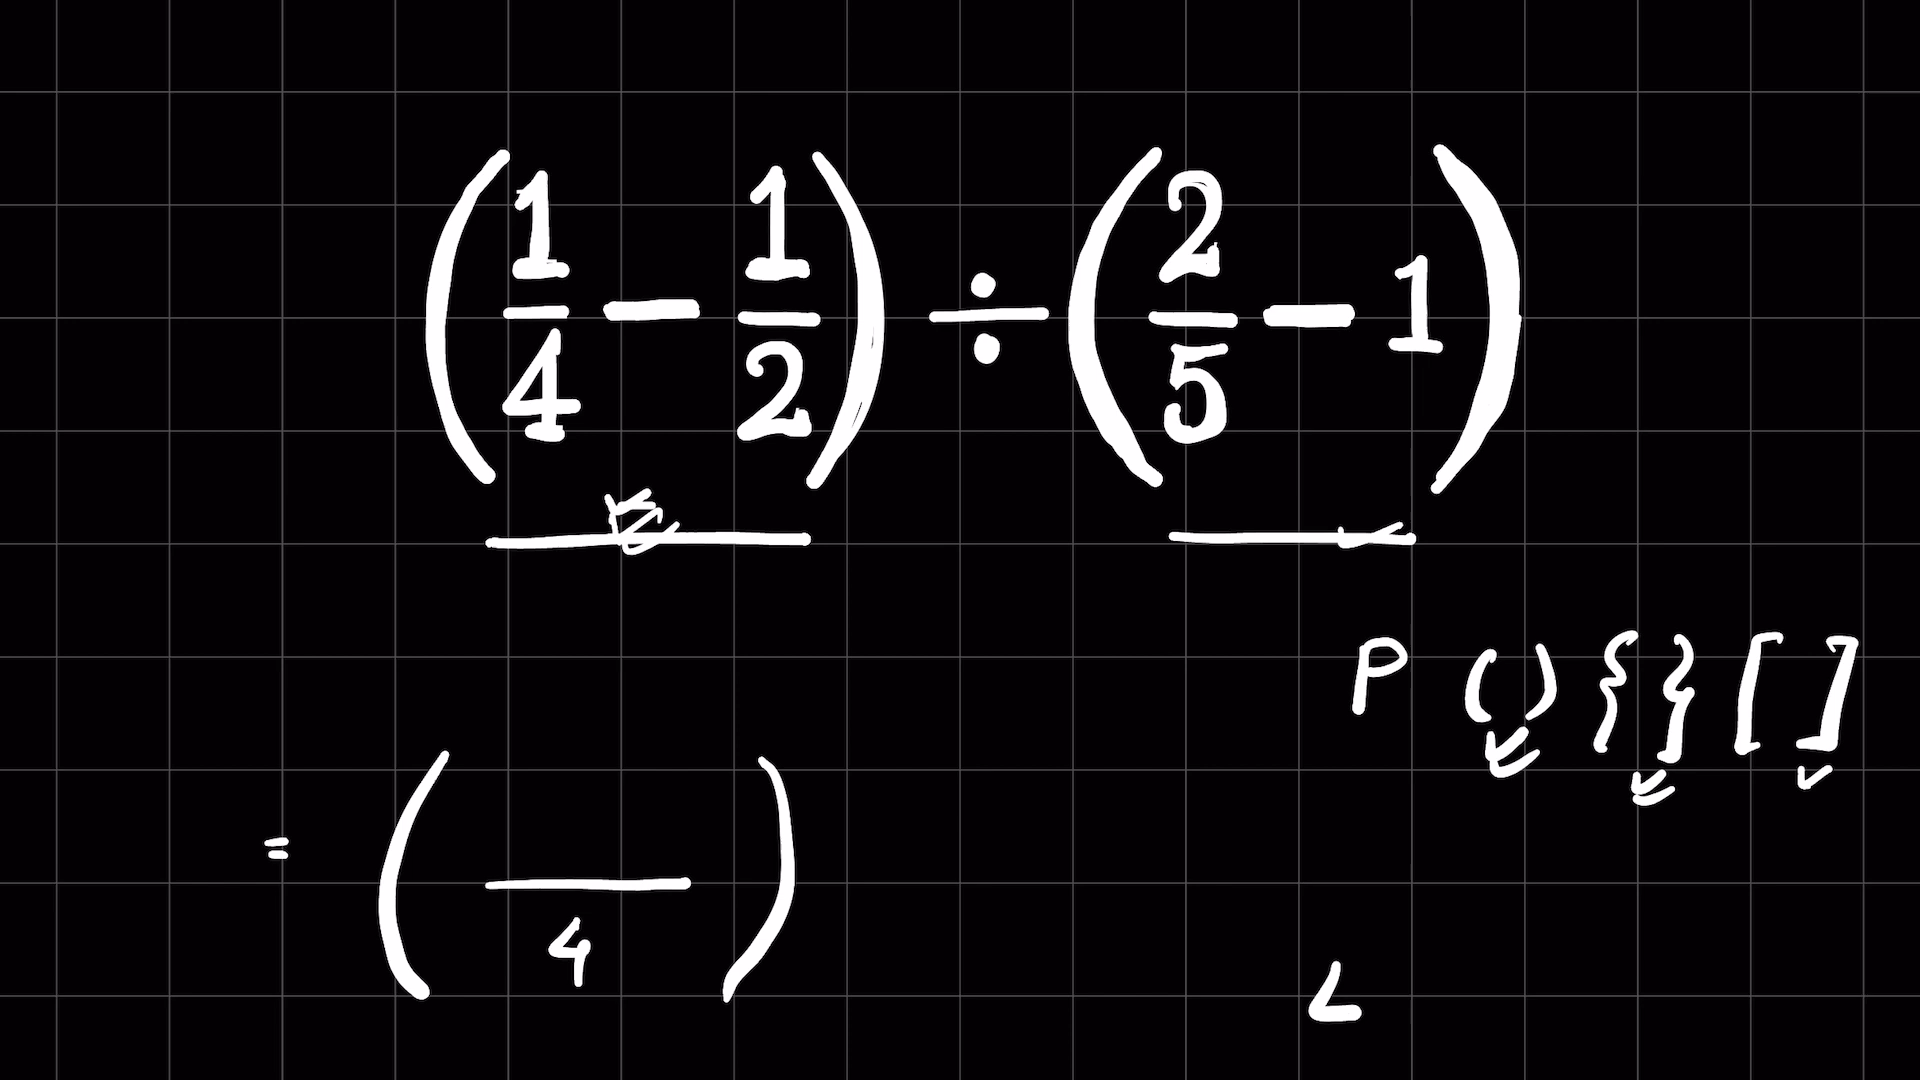 (1/4 − 1/2) ÷ (2/5 − 1)
P () {} []
= ( /4 )
L